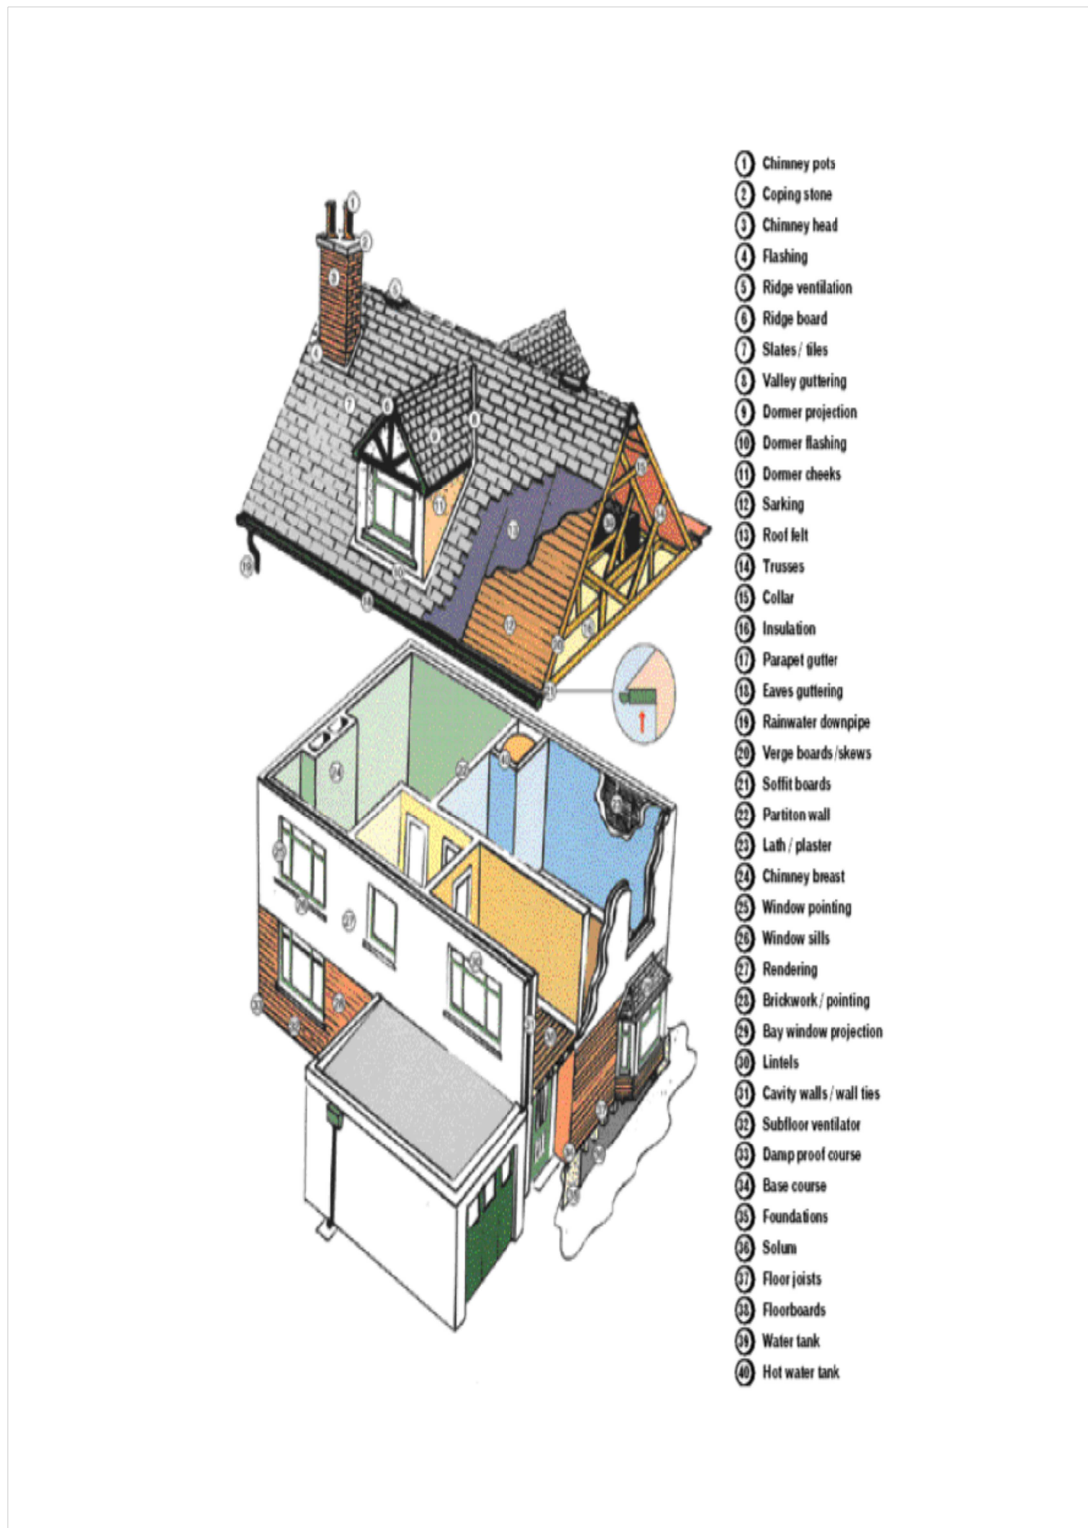 1 Chimney pots
2 Coping stone
3 Chimney head
4 Flashing
5 Ridge ventilation
6 Ridge board
7 Slates / tiles
8 Valley guttering
9 Dormer projection
10 Dormer flashing
11 Dormer cheeks
12 Sarking
13 Roof felt
14 Trusses
15 Collar
16 Insulation
17 Parapet gutter
18 Eaves guttering
19 Rainwater downpipe
20 Verge boards /skews
21 Soffit boards
22 Partiton wall
23 Lath / plaster
24 Chimney breast
25 Window pointing
26 Window sills
27 Rendering
28 Brickwork / pointing
29 Bay window projection
30 Lintels
31 Cavity walls / wall ties
32 Subfloor ventilator
33 Damp proof course
34 Base course
35 Foundations
36 Solum
37 Floor joists
38 Floorboards
39 Water tank
40 Hot water tank